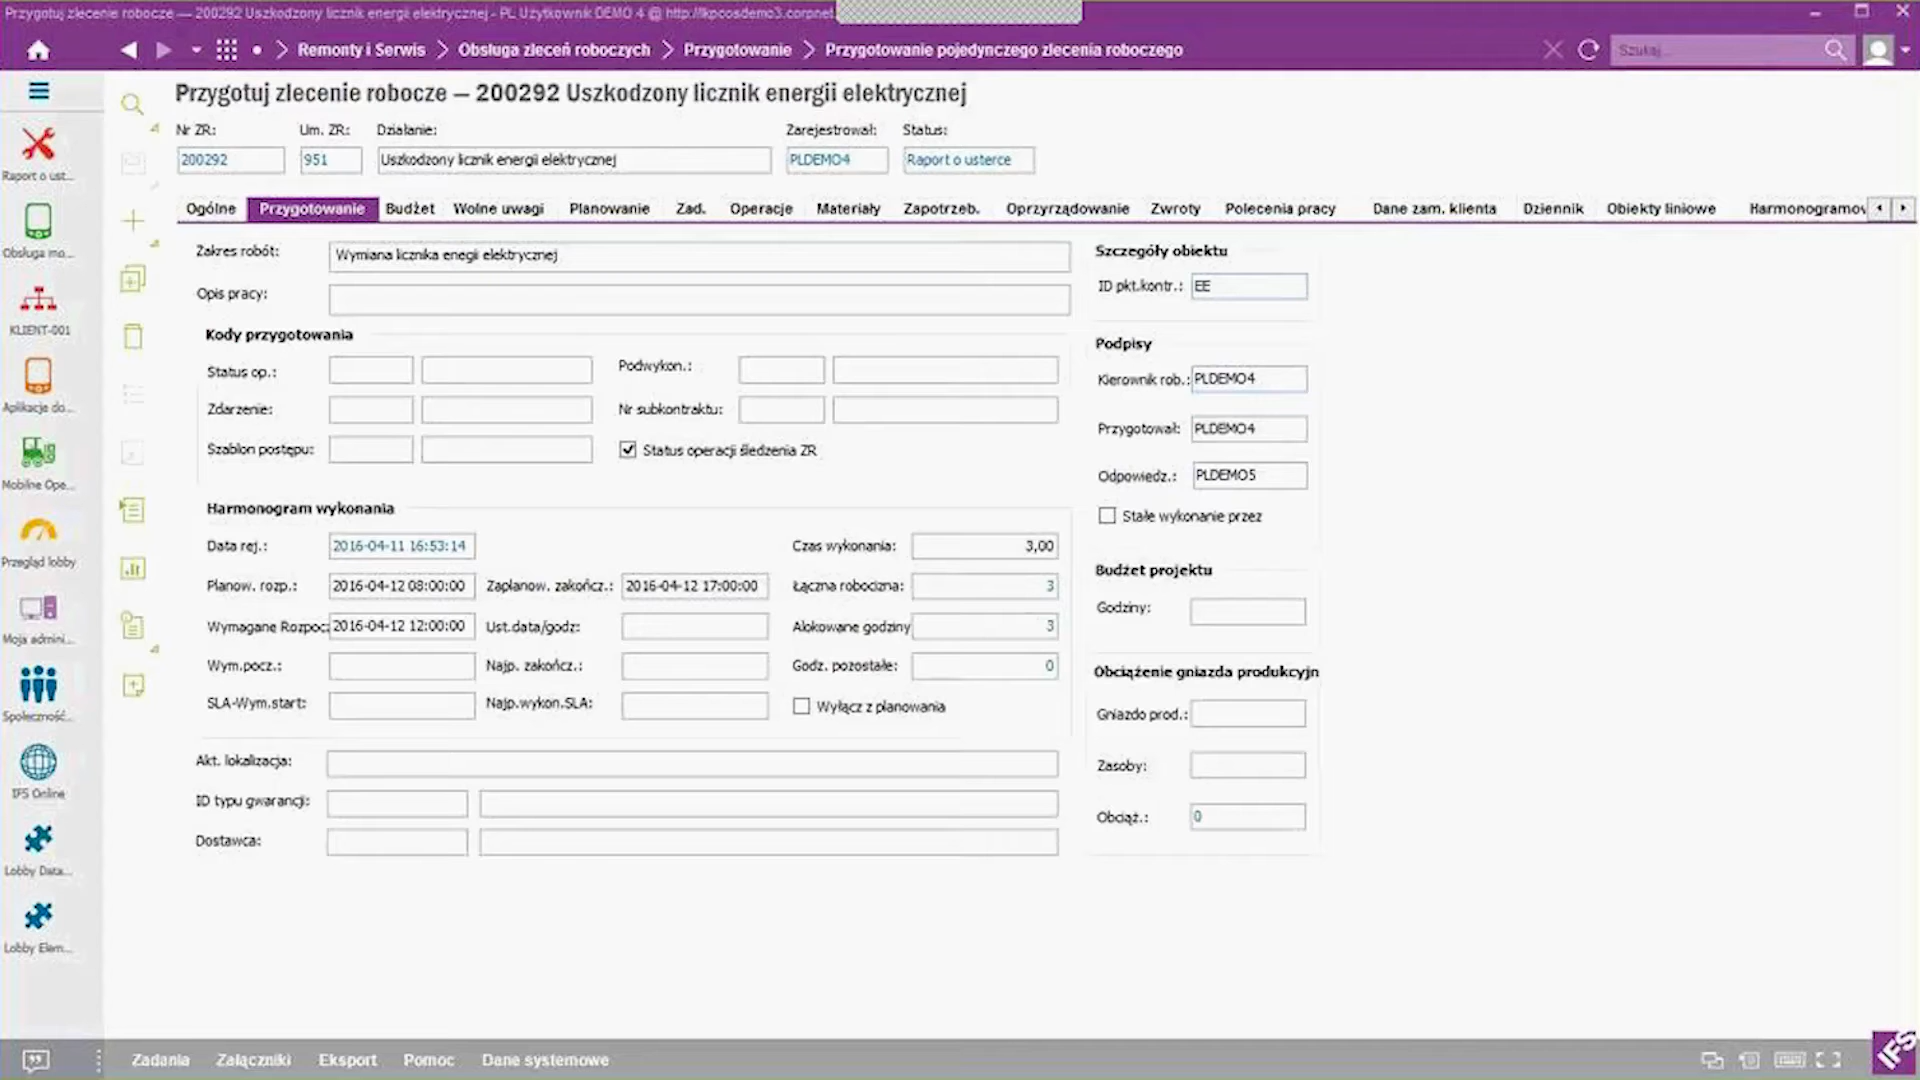 Przygotuj zlecenie robocze — 200292 Uszkodzony licznik energii elektrycznej - PL Użytkownik DEMO 4 @ http://lkpcosdemo3.corpnet.
Remonty i Serwis Obsługa zleceń roboczych Przygotowanie Przygotowanie pojedynczego zlecenia roboczego Szukaj...
Przygotuj zlecenie robocze — 200292 Uszkodzony licznik energii elektrycznej
Nr ZR: Um. ZR: Działanie: Zarejestrował: Status:
200292 951 Uszkodzony licznik energii elektrycznej PLDEMO4 Raport o usterce
Ogólne Przygotowanie Budżet Wolne uwagi Planowanie Zad. Operacje Materiały Zapotrzeb. Oprzyrządowanie Zwroty Polecenia pracy Dane zam. klienta Dziennik Obiekty liniowe Harmonogramow
Raport o ust...
Obsługa mo...
KLIENT-001
Aplikacje do...
Mobilne Ope...
Przegląd lobby
Moja admini...
Społeczność...
IFS Online
Lobby Data...
Lobby Elem...
Zakres robót: Wymiana licznika enegii elektrycznej
Opis pracy:
Kody przygotowania
Status op.: Podwykon.:
Zdarzenie: Nr subkontraktu:
Szablon postępu: Status operacji śledzenia ZR
Harmonogram wykonania
Data rej.: 2016-04-11 16:53:14 Czas wykonania: 3,00
Planow. rozp.: 2016-04-12 08:00:00 Zaplanow. zakończ.: 2016-04-12 17:00:00 Łączna robocizna: 3
Wymagane Rozpocz 2016-04-12 12:00:00 Ust.data/godz: Alokowane godziny 3
Wym.pocz.: Najp. zakończ.: Godz. pozostałe: 0
SLA-Wym.start: Najp.wykon.SLA: Wyłącz z planowania
Akt. lokalizacja:
ID typu gwarancji:
Dostawca:
Szczegóły obiektu
ID pkt.kontr.: EE
Podpisy
Kierownik rob.: PLDEMO4
Przygotował: PLDEMO4
Odpowiedz.: PLDEMO5
Stałe wykonanie przez
Budżet projektu
Godziny:
Obciążenie gniazda produkcyjn
Gniazdo prod.:
Zasoby:
Obciąż.: 0
Zadania Załączniki Eksport Pomoc Dane systemowe
IFS